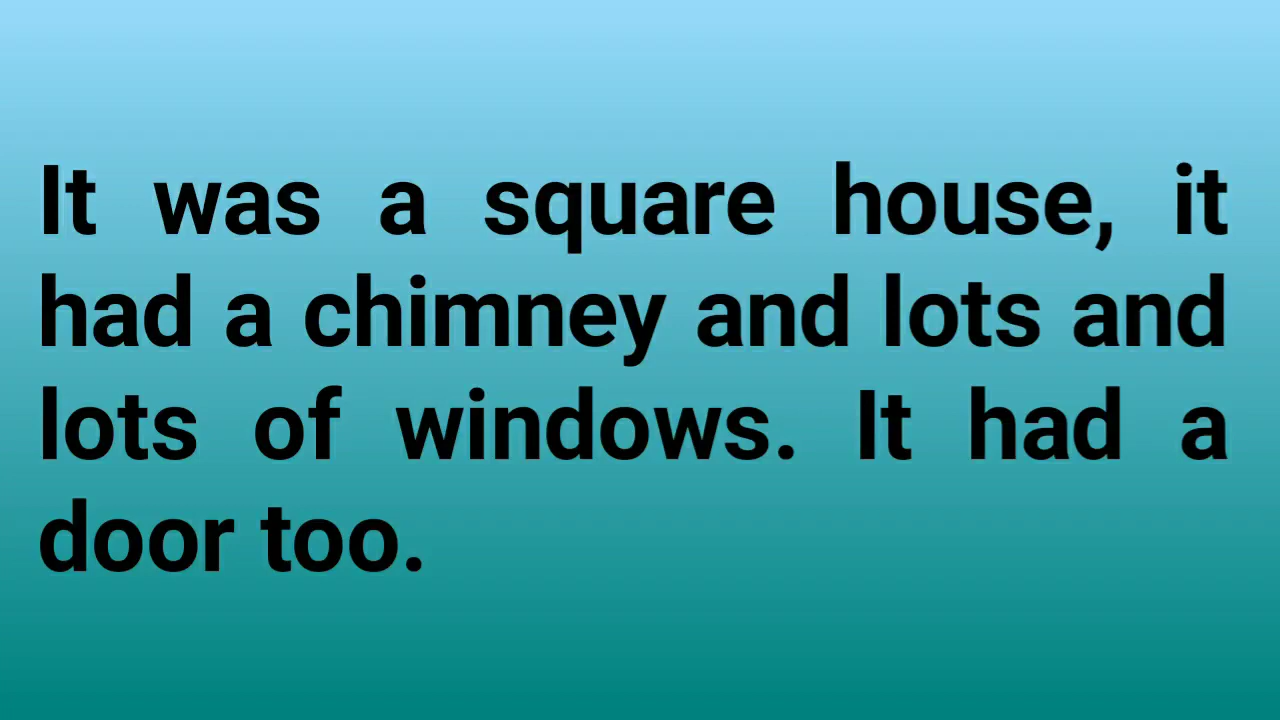 It was a square house, it
had a chimney and lots and
lots of windows. It had a
door too.